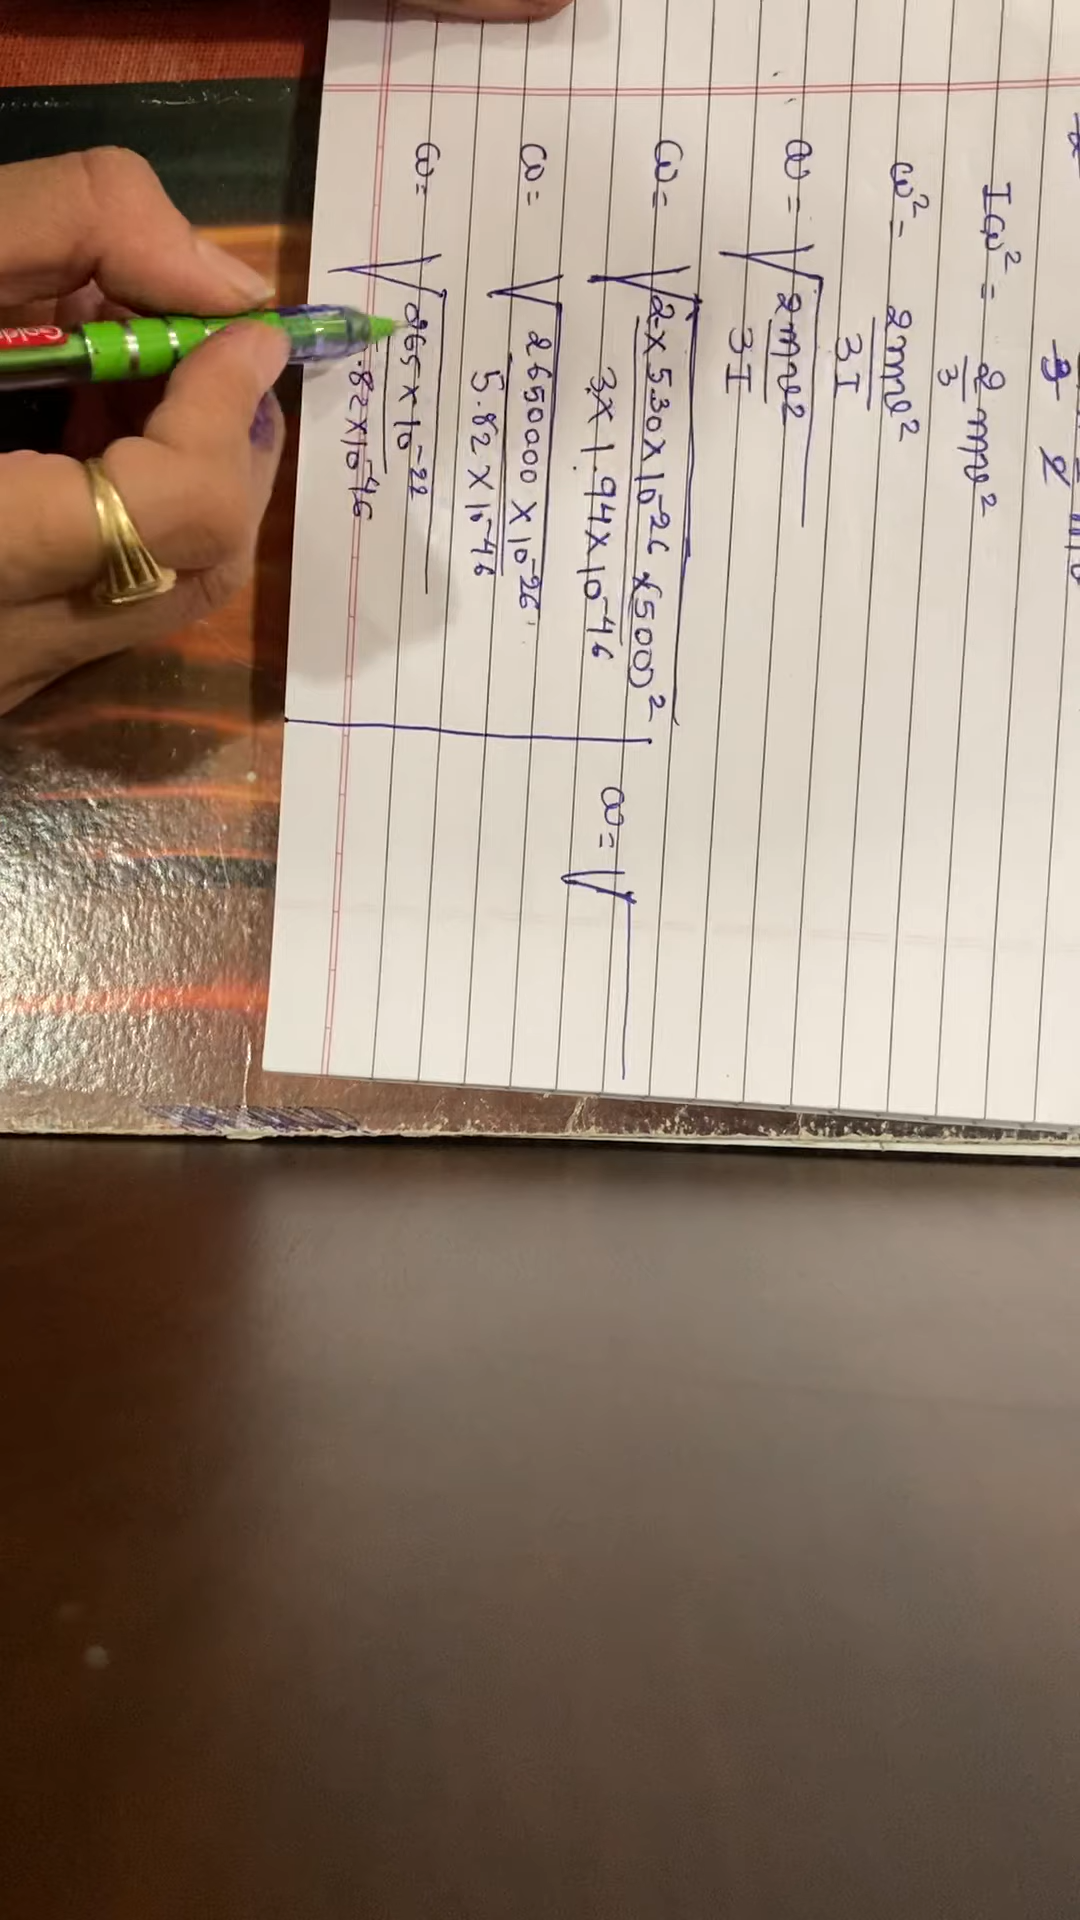 Iω² = 2/3 mv²
ω² = 2mv²/3I
ω = √(2mv²/3I)
ω = √(2 × 5.30 × 10⁻²⁶ × (500)²/3 × 1.94 × 10⁻⁴⁶)
ω = √(2650000 × 10⁻²⁶/5.82 × 10⁻⁴⁶)
ω = √(265 × 10⁻²²/.82 × 10⁻⁴⁶)
ω = √